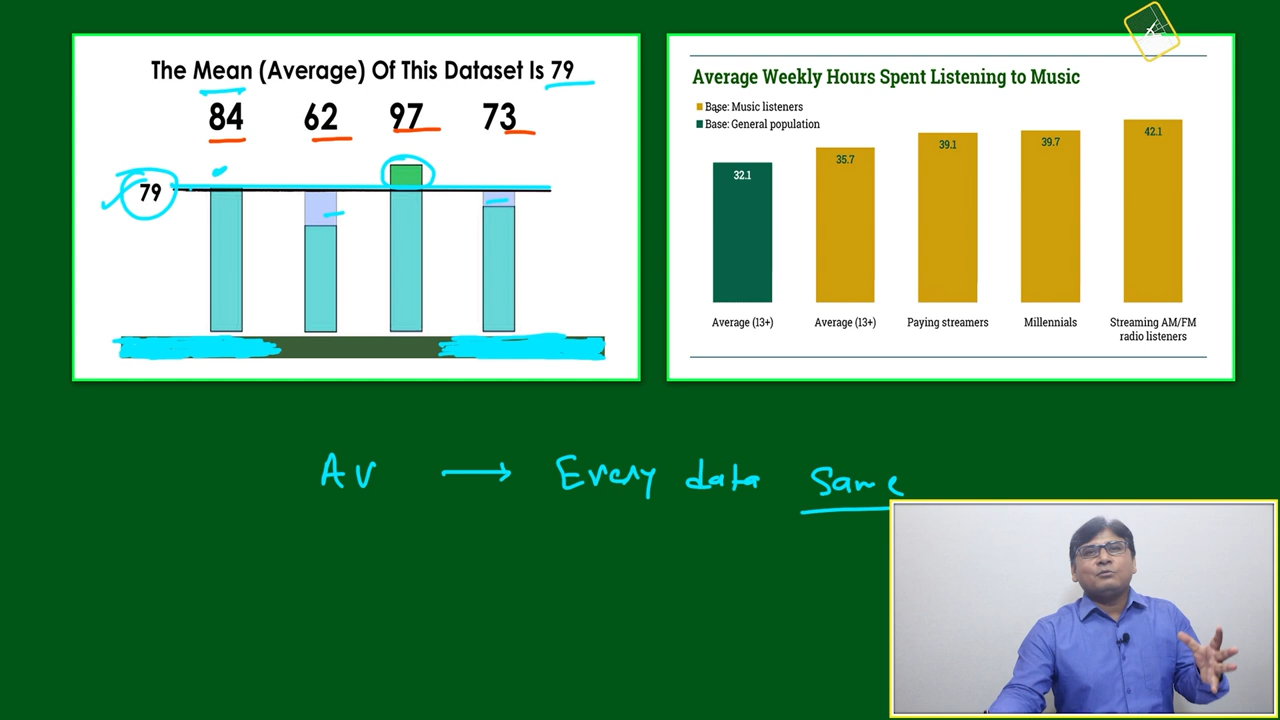 The Mean (Average) Of This Dataset Is 79
84 62 97 73
79
Average Weekly Hours Spent Listening to Music
Base: Music listeners
Base: General population
32.1 35.7 39.1 39.7 42.1
Average (13+) Average (13+) Paying streamers Millennials Streaming AM/FM
radio listeners
Av → Every data same